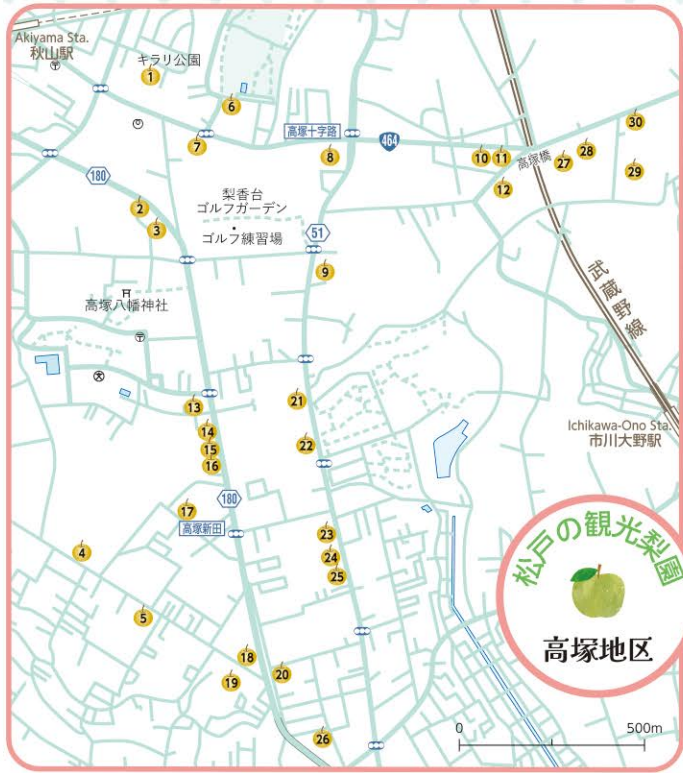 Akiyama Sta.
秋山駅
キラリ公園
1
6
7
高塚十字路
464
8
10
11
高塚橋
12
27
28
30
29
180
2
3
梨香台
ゴルフガーデン
ゴルフ練習場
51
9
武蔵野線
高塚八幡神社
Ichikawa-Ono Sta.
市川大野駅
13
14
15
16
21
22
17
180
高塚新田
23
24
25
4
5
18
19
20
26
松戸の観光梨園
高塚地区
0
500m